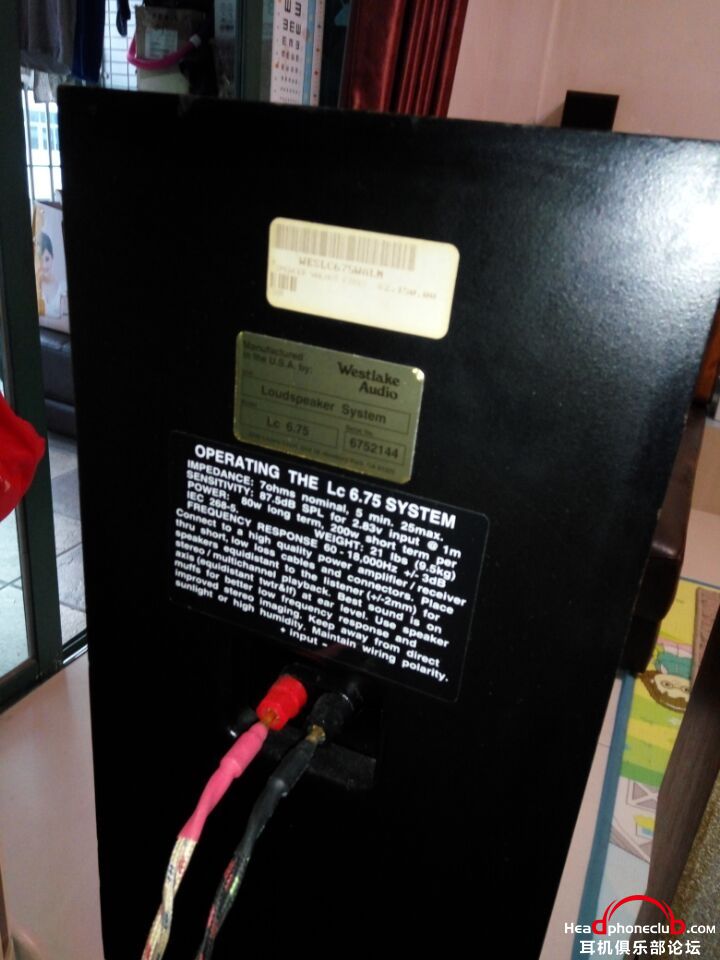 WESLC675WALN
Manufactured
in the U.S.A. by:
Westlake
Audio
Loudspeaker System
Lc 6.75
Serial No.
6752144
OPERATING THE Lc 6.75 SYSTEM
IMPEDANCE: 7ohms nominal, 5 min, 25max.
SENSITIVITY: 87.5dB SPL for 2.83v input @ 1m
POWER: 80w long term, 200w short term per
IEC 268-5. WEIGHT: 21 lbs (9.5kg)
FREQUENCY RESPONSE 60 - 18,000Hz +/- 3dB
Connect to a high quality power amplifier / receiver
thru short, low loss cables and connectors. Place
speakers equidistant to the listener (+/-2mm) for
stereo / multichannel playback. Best sound is on
axis (equidistant twt&lf) at ear level. Use speaker
muffs for better low frequency response and
improved stereo imaging. Keep away from direct
sunlight or high humidity. Maintain wiring polarity.
+ input -
Headphoneclub.com
耳机俱乐部论坛